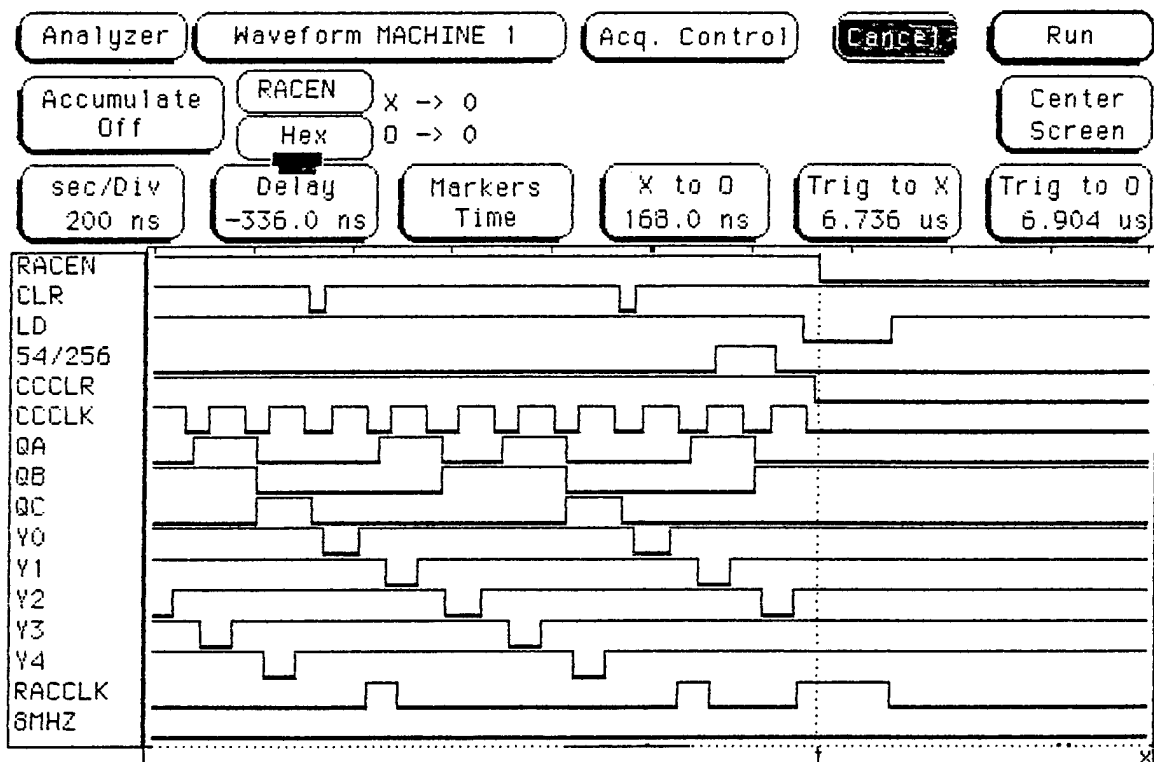 Analyzer Waveform MACHINE 1 Acq. Control Cancel Run
Accumulate Off
RACEN X -> 0
Hex O -> 0
Center Screen
sec/Div 200 ns
Delay -336.0 ns
Markers Time
X to O 168.0 ns
Trig to X 6.736 us
Trig to O 6.904 us
RACEN
CLR
LD
54/256
CCCLR
CCCLK
QA
QB
QC
Y0
Y1
Y2
Y3
Y4
RACCLK
8MHZ
t X